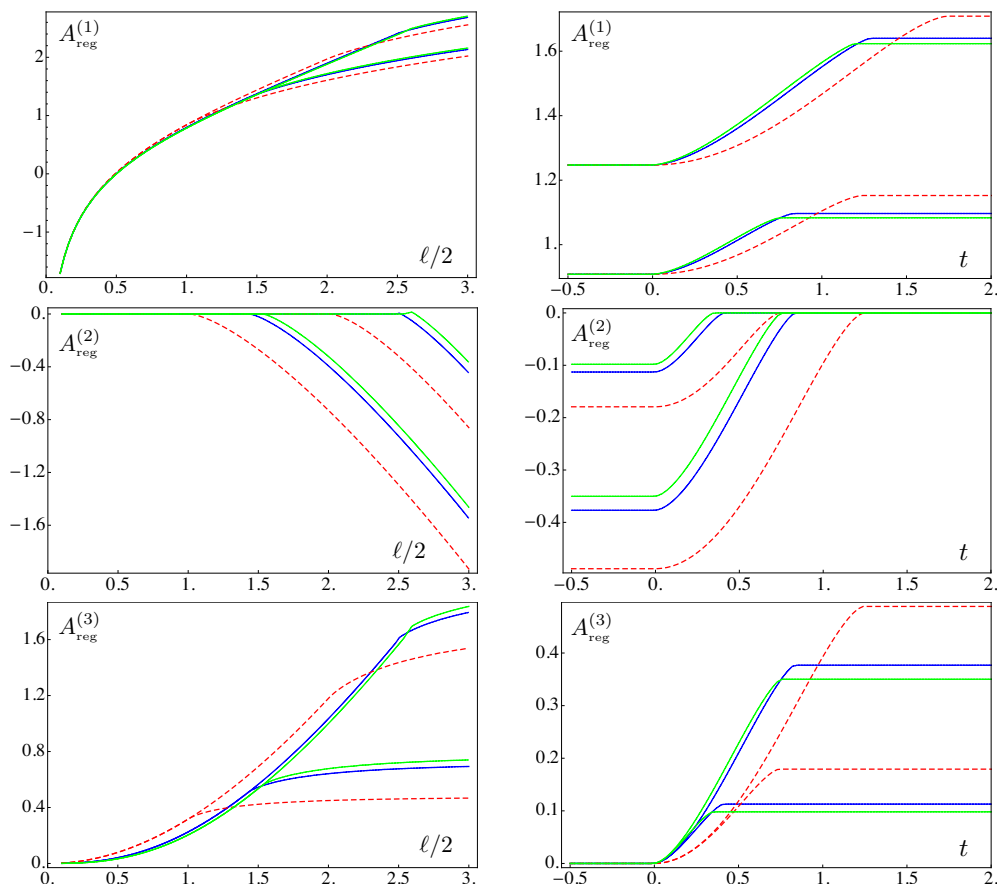 A_reg^(1)
2
1
0
−1
ℓ/2
0. 0.5 1. 1.5 2. 2.5 3.
A_reg^(1)
1.6
1.2
1.
t
−0.5 0. 0.5 1. 1.5 2.
A_reg^(2)
0.
−0.4
−0.8
−1.2
−1.6
ℓ/2
0. 0.5 1. 1.5 2. 2.5 3.
A_reg^(2)
0.
−0.1
−0.2
−0.3
−0.4
t
−0.5 0. 0.5 1. 1.5 2.
A_reg^(3)
1.6
1.2
0.8
0.4
0.
ℓ/2
0. 0.5 1. 1.5 2. 2.5 3.
A_reg^(3)
0.4
0.3
0.2
0.1
0.
t
−0.5 0. 0.5 1. 1.5 2.